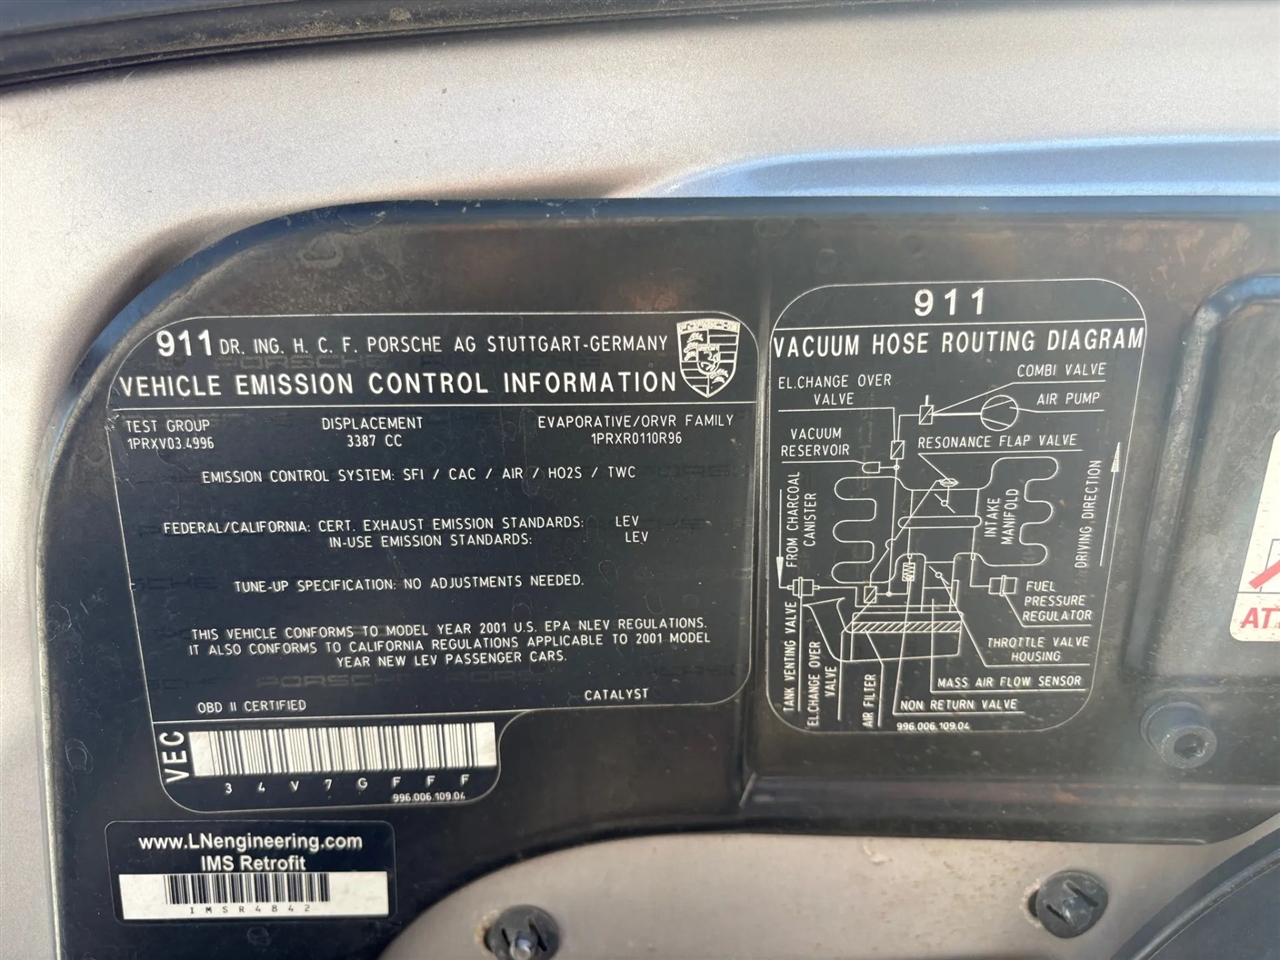 911 DR. ING. H. C. F. PORSCHE AG STUTTGART-GERMANY
VEHICLE EMISSION CONTROL INFORMATION
TEST GROUP
1PRXV03.4996
DISPLACEMENT
3387 CC
EVAPORATIVE/ORVR FAMILY
1PRXR0110R96
EMISSION CONTROL SYSTEM: SFI / CAC / AIR / HO2S / TWC
FEDERAL/CALIFORNIA: CERT. EXHAUST EMISSION STANDARDS: LEV
IN-USE EMISSION STANDARDS: LEV
TUNE-UP SPECIFICATION: NO ADJUSTMENTS NEEDED.
THIS VEHICLE CONFORMS TO MODEL YEAR 2001 U.S. EPA NLEV REGULATIONS.
IT ALSO CONFORMS TO CALIFORNIA REGULATIONS APPLICABLE TO 2001 MODEL
YEAR NEW LEV PASSENGER CARS.
OBD II CERTIFIED
CATALYST
VEC
3 4 V 7 G F F F
996.006.109.04
www.LNengineering.com
IMS Retrofit
IMSR4842
911
VACUUM HOSE ROUTING DIAGRAM
EL.CHANGE OVER
VALVE
COMBI VALVE
AIR PUMP
VACUUM
RESERVOIR
RESONANCE FLAP VALVE
FROM CHARCOAL
CANISTER
INTAKE
MANIFOLD
DRIVING DIRECTION
FUEL
PRESSURE
REGULATOR
THROTTLE VALVE
HOUSING
MASS AIR FLOW SENSOR
NON RETURN VALVE
TANK VENTING VALVE
EL.CHANGE OVER
VALVE
AIR FILTER
996.006.109.04